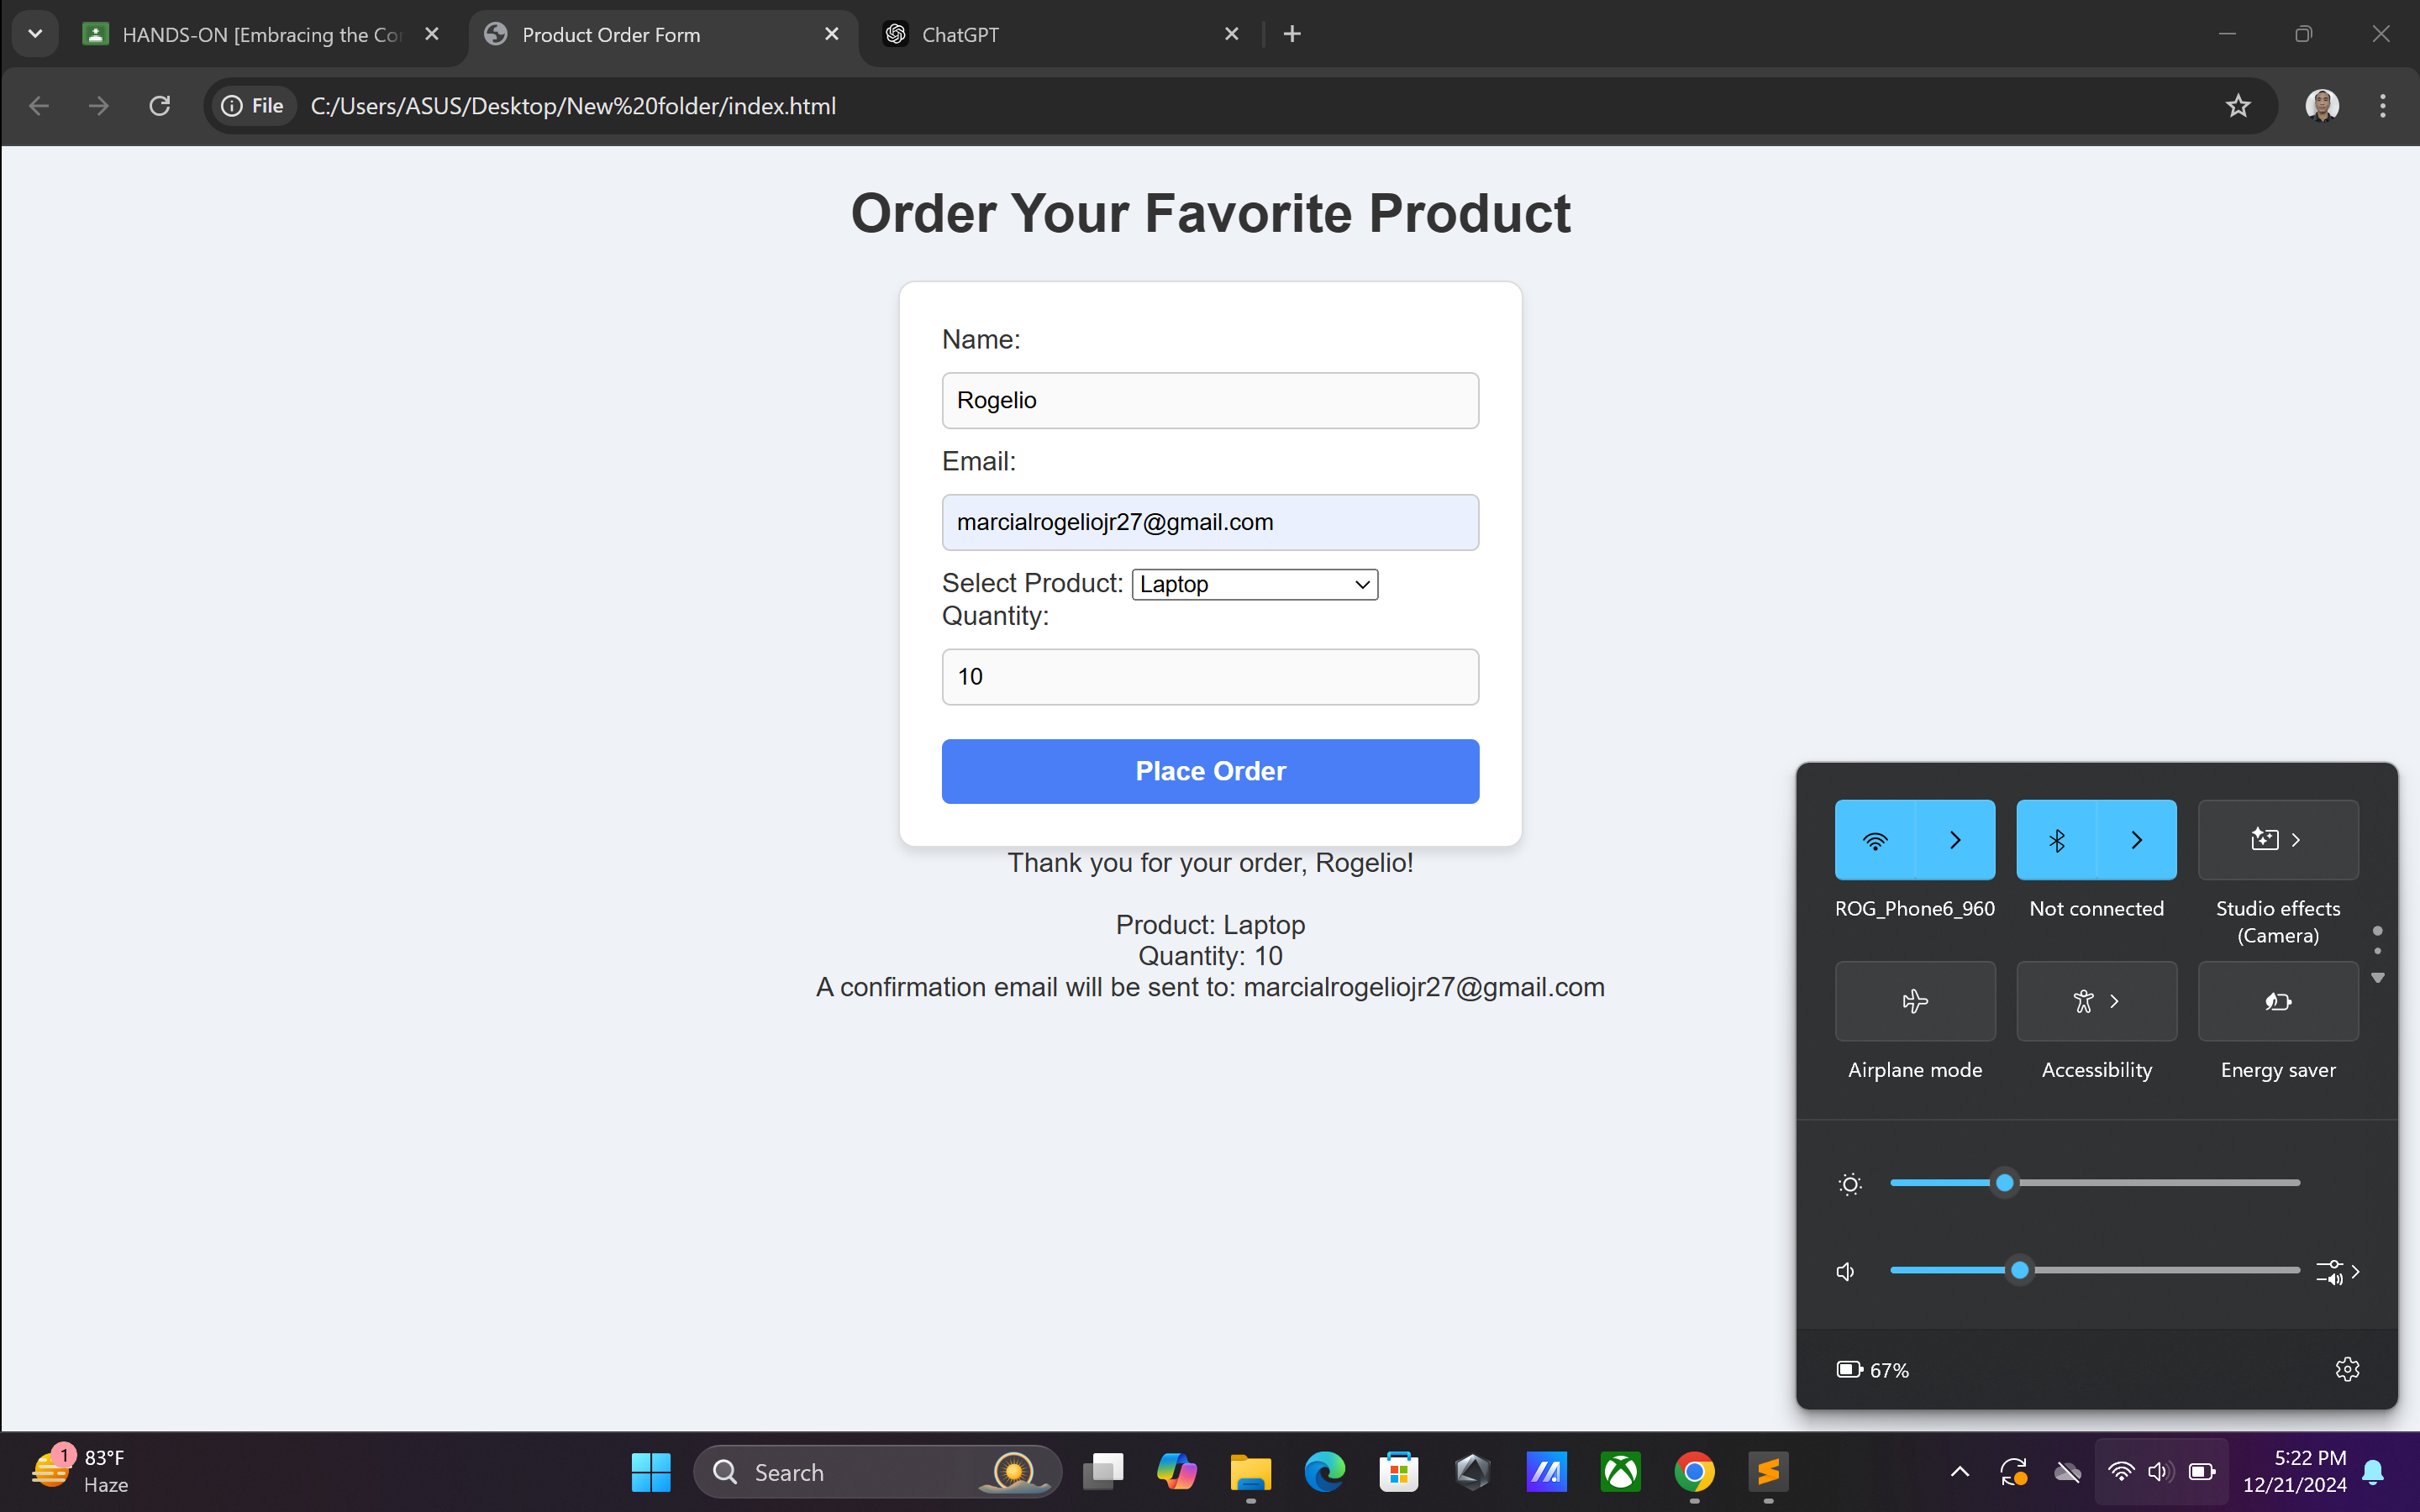 HANDS-ON [Embracing the Co
Product Order Form
ChatGPT
File
C:/Users/ASUS/Desktop/New%20folder/index.html
Order Your Favorite Product
Name:
Rogelio
Email:
marcialrogeliojr27@gmail.com
Select Product: Laptop
Quantity:
10
Place Order
Thank you for your order, Rogelio!
Product: Laptop
Quantity: 10
A confirmation email will be sent to: marcialrogeliojr27@gmail.com
ROG_Phone6_960
Not connected
Studio effects
(Camera)
Airplane mode
Accessibility
Energy saver
67%
1
83°F
Haze
Search
5:22 PM
12/21/2024